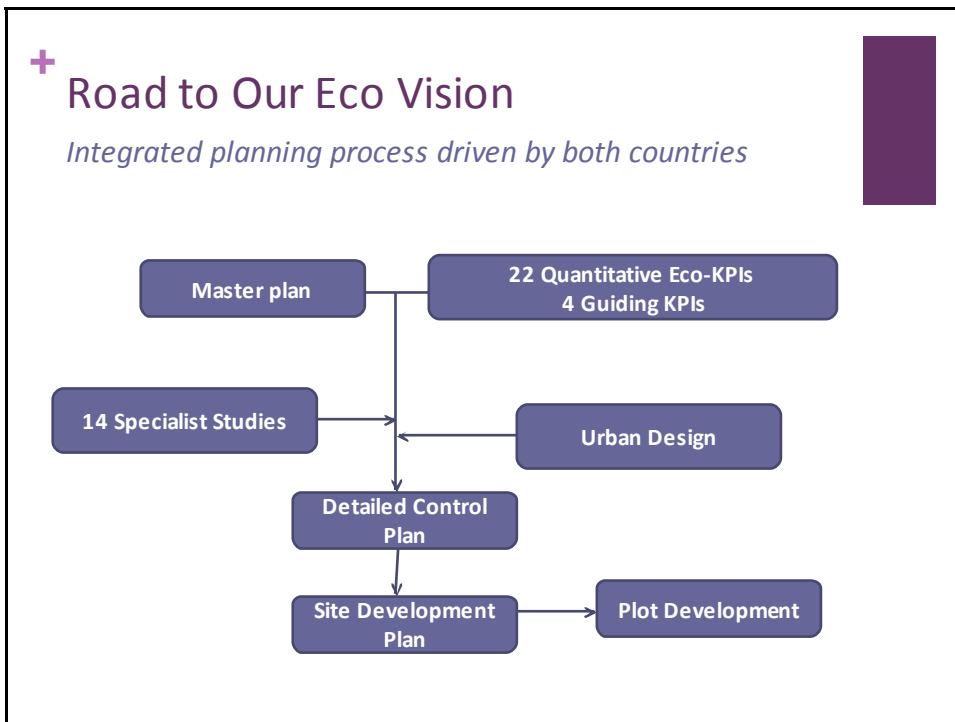 +
Road to Our Eco Vision
Integrated planning process driven by both countries
Master plan
22 Quantitative Eco-KPIs
4 Guiding KPIs
14 Specialist Studies
Urban Design
Detailed Control
Plan
Site Development
Plan
Plot Development